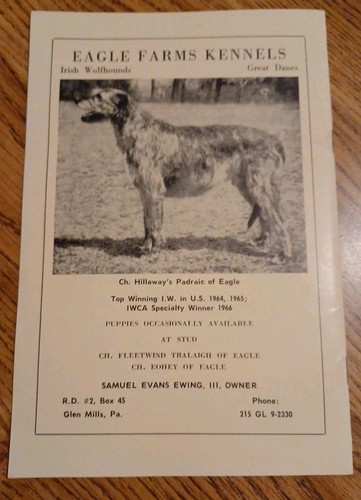 EAGLE FARMS KENNELS
Irish Wolfhounds Great Danes
Ch. Hillaway's Padraic of Eagle
Top Winning I.W. in U.S. 1964, 1965;
IWCA Specialty Winner 1966
PUPPIES OCCASIONALLY AVAILABLE
AT STUD
CH. FLEETWIND TRALAIGH OF EAGLE
CH. EOHEY OF EAGLE
SAMUEL EVANS EWING, III, OWNER
R.D. #2, Box 45 Phone:
Glen Mills, Pa. 215 GL 9-2330